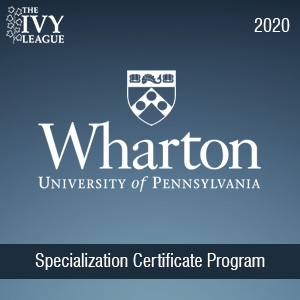 THE
IVY
LEAGUE
2020
Wharton
UNIVERSITY of PENNSYLVANIA
Specialization Certificate Program